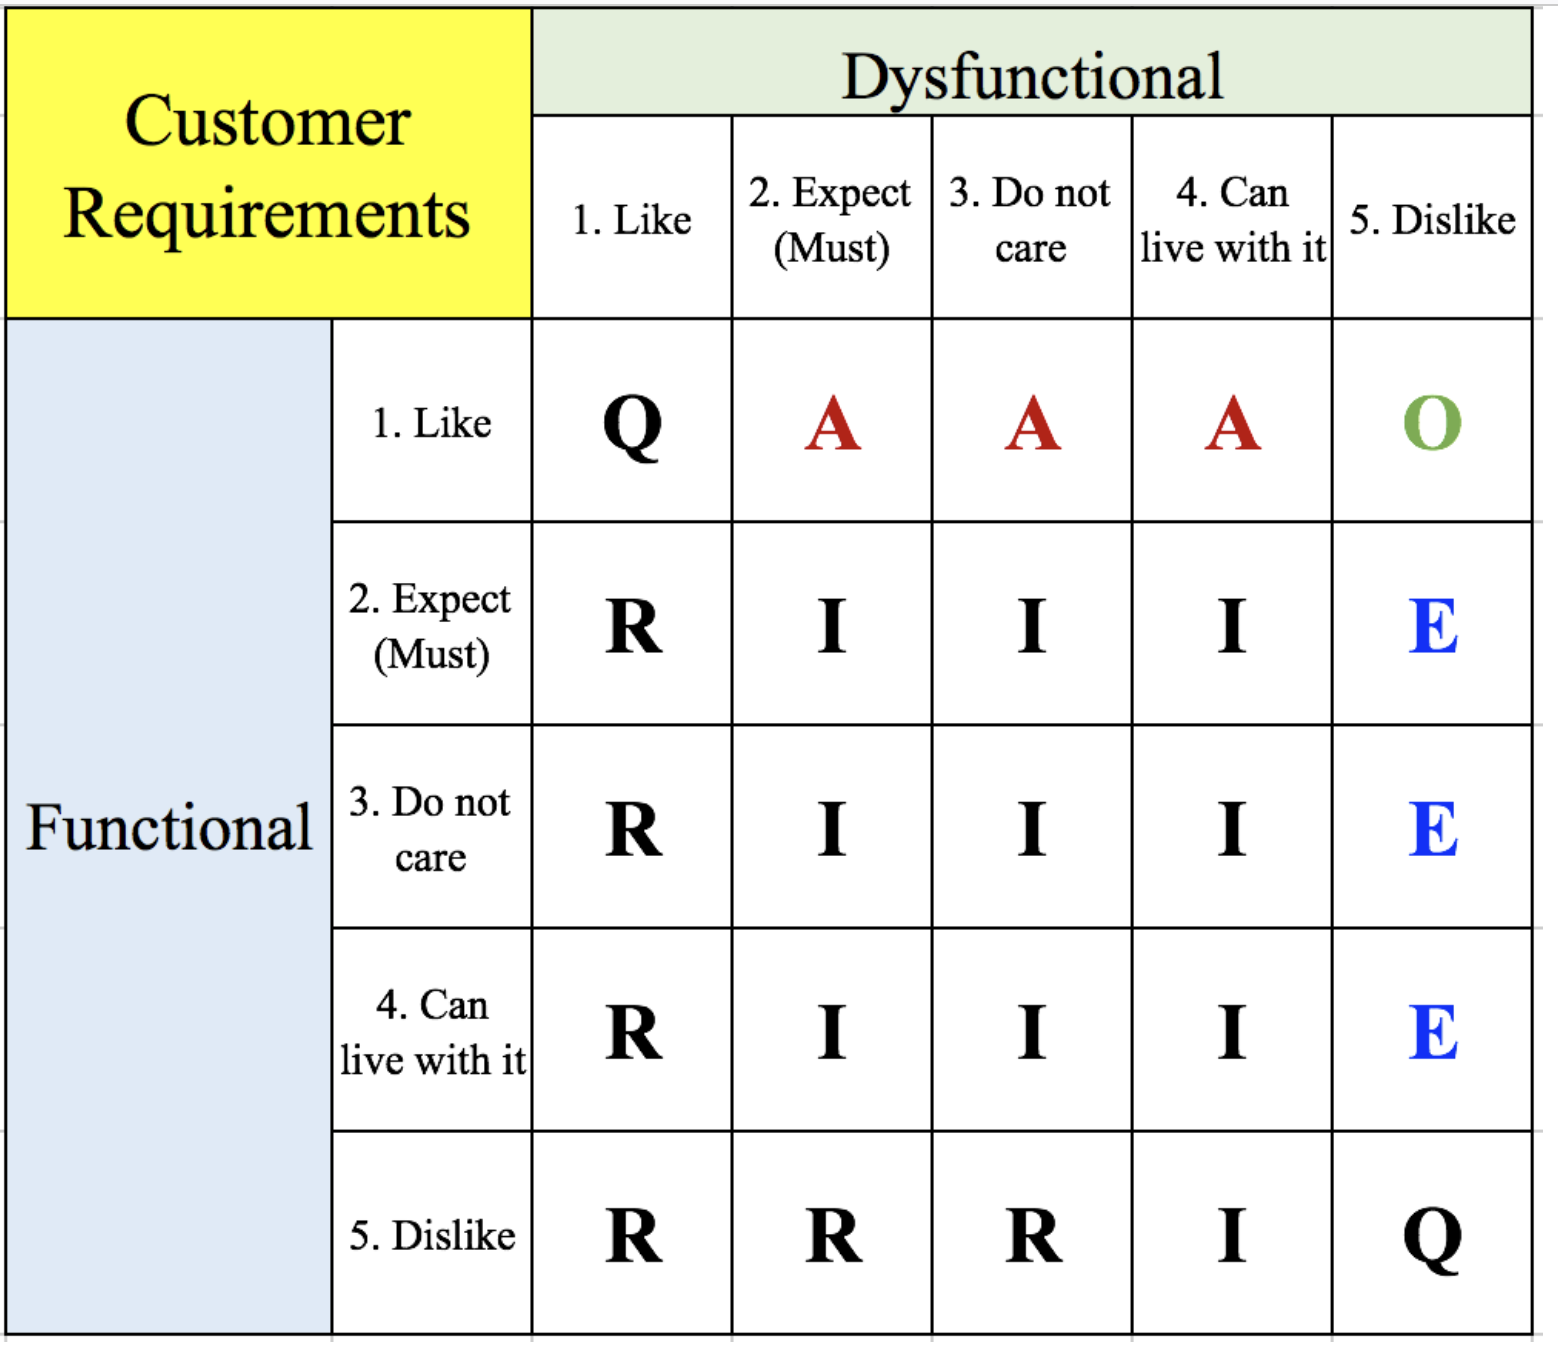 Customer
Requirements
Dysfunctional
1. Like
2. Expect
(Must)
3. Do not
care
4. Can
live with it
5. Dislike
Functional
1. Like
Q
A
A
A
O
2. Expect
(Must)
R
I
I
I
E
3. Do not
care
R
I
I
I
E
4. Can
live with it
R
I
I
I
E
5. Dislike
R
R
R
I
Q